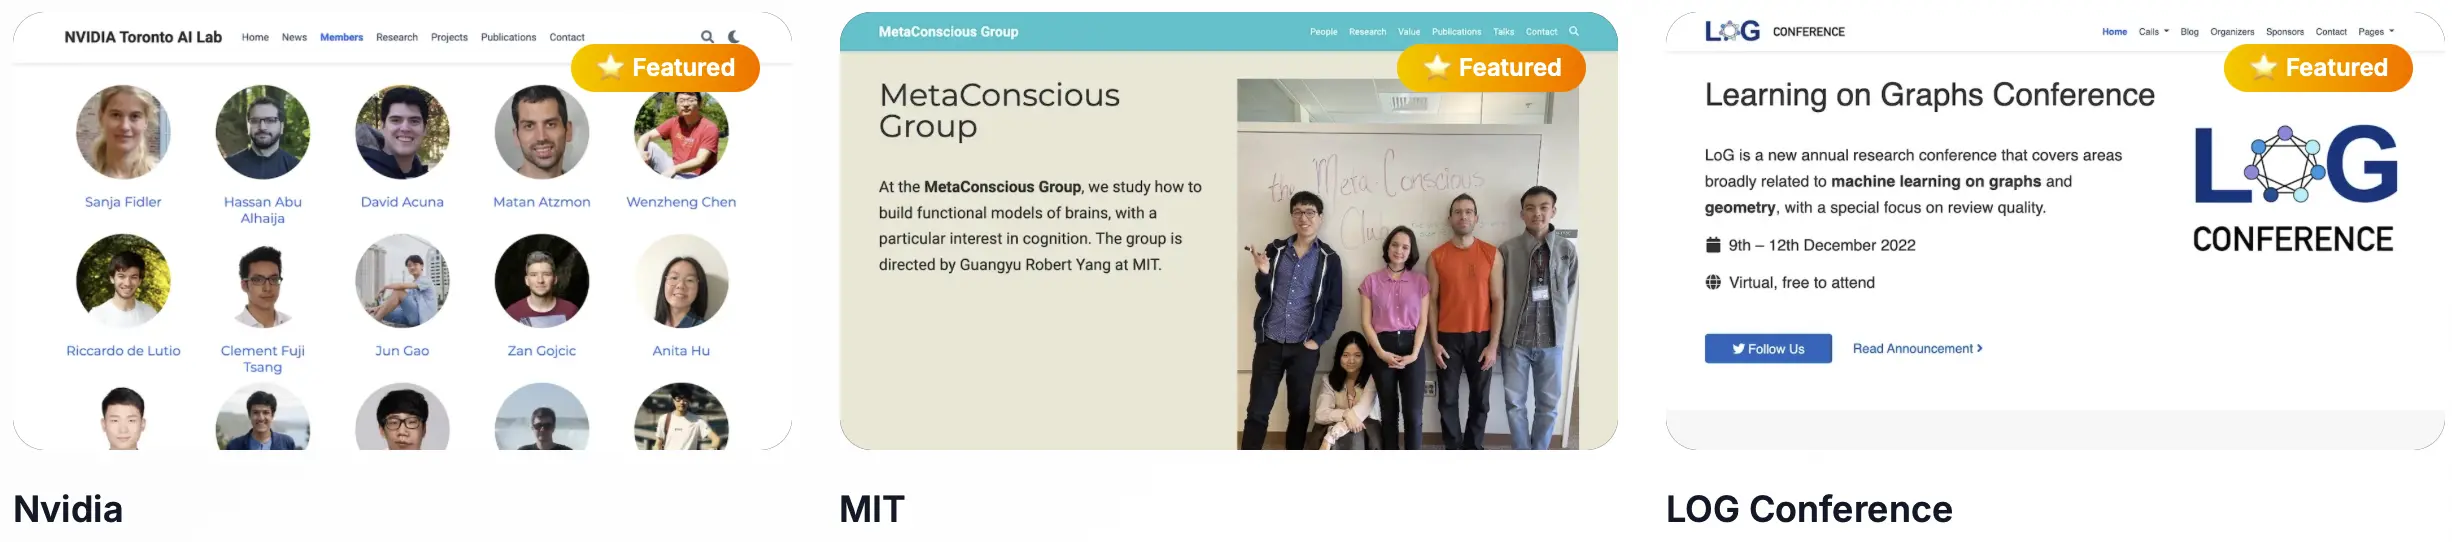 NVIDIA Toronto AI Lab Home News Members Research Projects Publications Contact
Featured
Sanja Fidler
Hassan Abu
Alhaija
David Acuna
Matan Atzmon
Wenzheng Chen
Riccardo de Lutio
Clement Fuji
Tsang
Jun Gao
Zan Gojcic
Anita Hu
Nvidia
MetaConscious Group People Research Value Publications Talks Contact
Featured
MetaConscious
Group
At the MetaConscious Group, we study how to
build functional models of brains, with a
particular interest in cognition. The group is
directed by Guangyu Robert Yang at MIT.
the Meta-Conscious
Club
MIT
LOG CONFERENCE Home Calls Blog Organizers Sponsors Contact Pages
Featured
Learning on Graphs Conference
LoG is a new annual research conference that covers areas
broadly related to machine learning on graphs and
geometry, with a special focus on review quality.
9th – 12th December 2022
Virtual, free to attend
Follow Us Read Announcement
LOG
CONFERENCE
LOG Conference